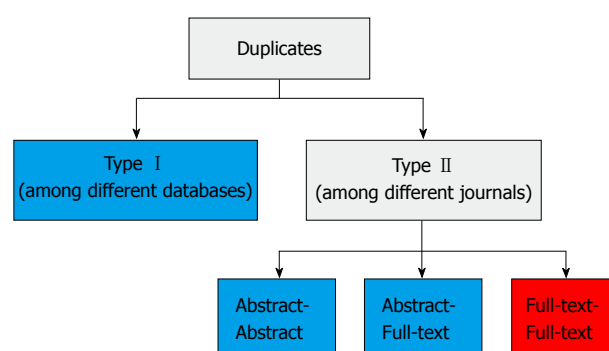 Duplicates
Type Ⅰ
(among different databases)
Type Ⅱ
(among different journals)
Abstract-
Abstract
Abstract-
Full-text
Full-text-
Full-text